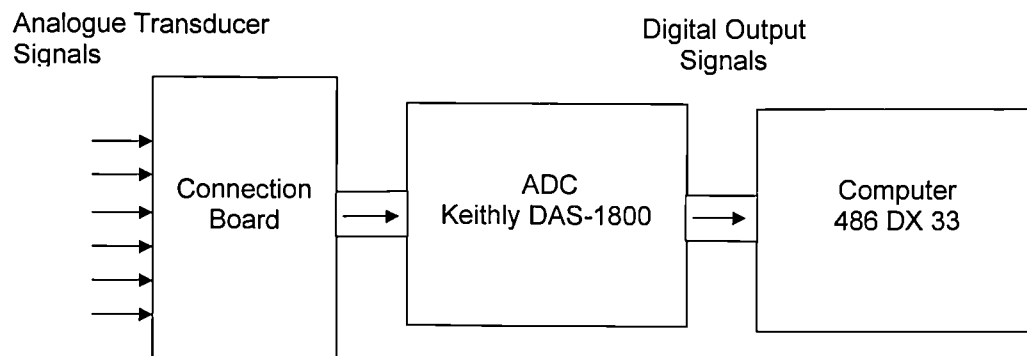 Analogue Transducer
Signals
Digital Output
Signals
Connection
Board
ADC
Keithly DAS-1800
Computer
486 DX 33